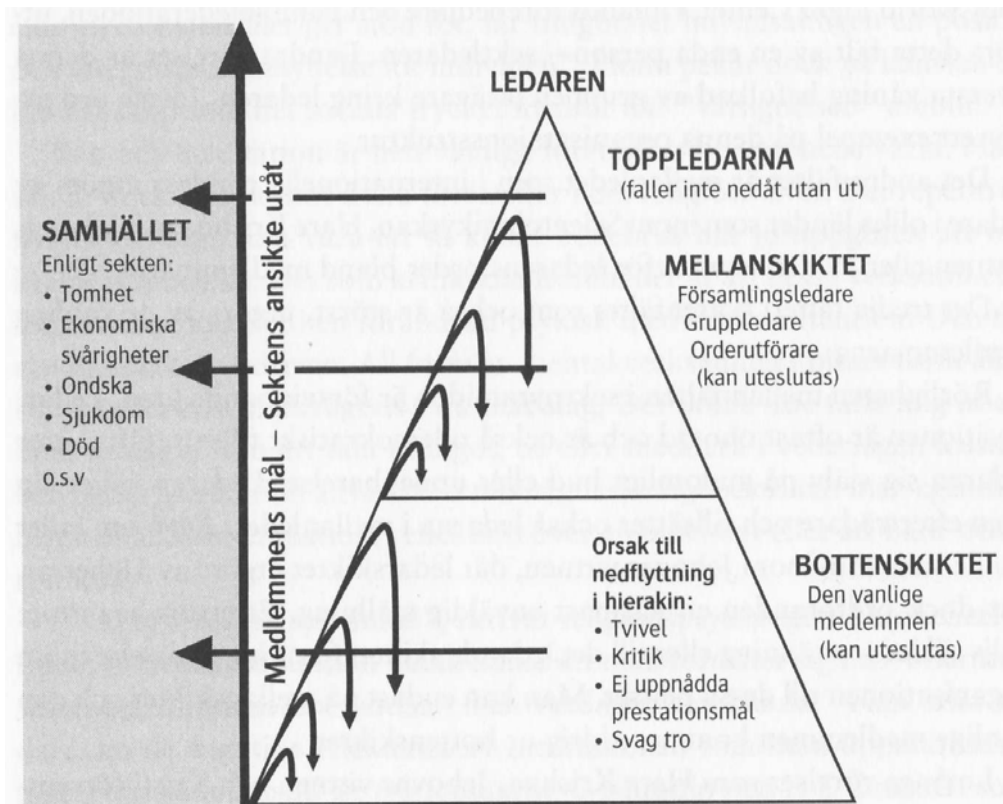 LEDAREN
TOPPLEDARNA
(faller inte nedåt utan ut)
SAMHÄLLET
Enligt sekten:
• Tomhet
• Ekonomiska
svårigheter
• Ondska
• Sjukdom
• Död
o.s.v
Medlemmens mål – Sektens ansikte utåt
MELLANSKIKTET
Församlingsledare
Gruppledare
Orderutförare
(kan uteslutas)
Orsak till
nedflyttning
i hierakin:
• Tvivel
• Kritik
• Ej uppnådda
prestationsmål
• Svag tro
BOTTENSKIKTET
Den vanlige
medlemmen
(kan uteslutas)